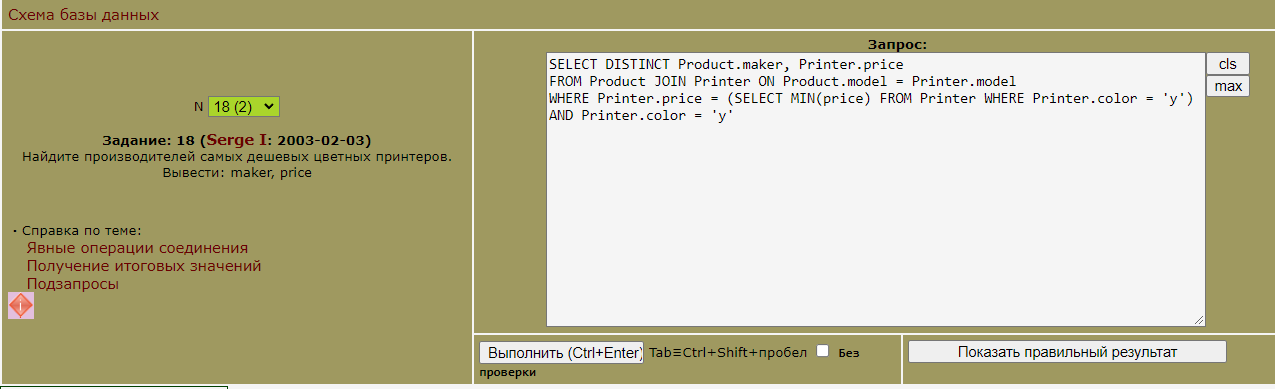 Схема базы данных
N 18 (2)
Задание: 18 (Serge I: 2003-02-03)
Найдите производителей самых дешевых цветных принтеров.
Вывести: maker, price
· Справка по теме:
Явные операции соединения
Получение итоговых значений
Подзапросы
Запрос:
SELECT DISTINCT Product.maker, Printer.price
FROM Product JOIN Printer ON Product.model = Printer.model
WHERE Printer.price = (SELECT MIN(price) FROM Printer WHERE Printer.color = 'y')
AND Printer.color = 'y'
cls
max
Выполнить (Ctrl+Enter) Tab≡Ctrl+Shift+пробел Без
проверки
Показать правильный результат